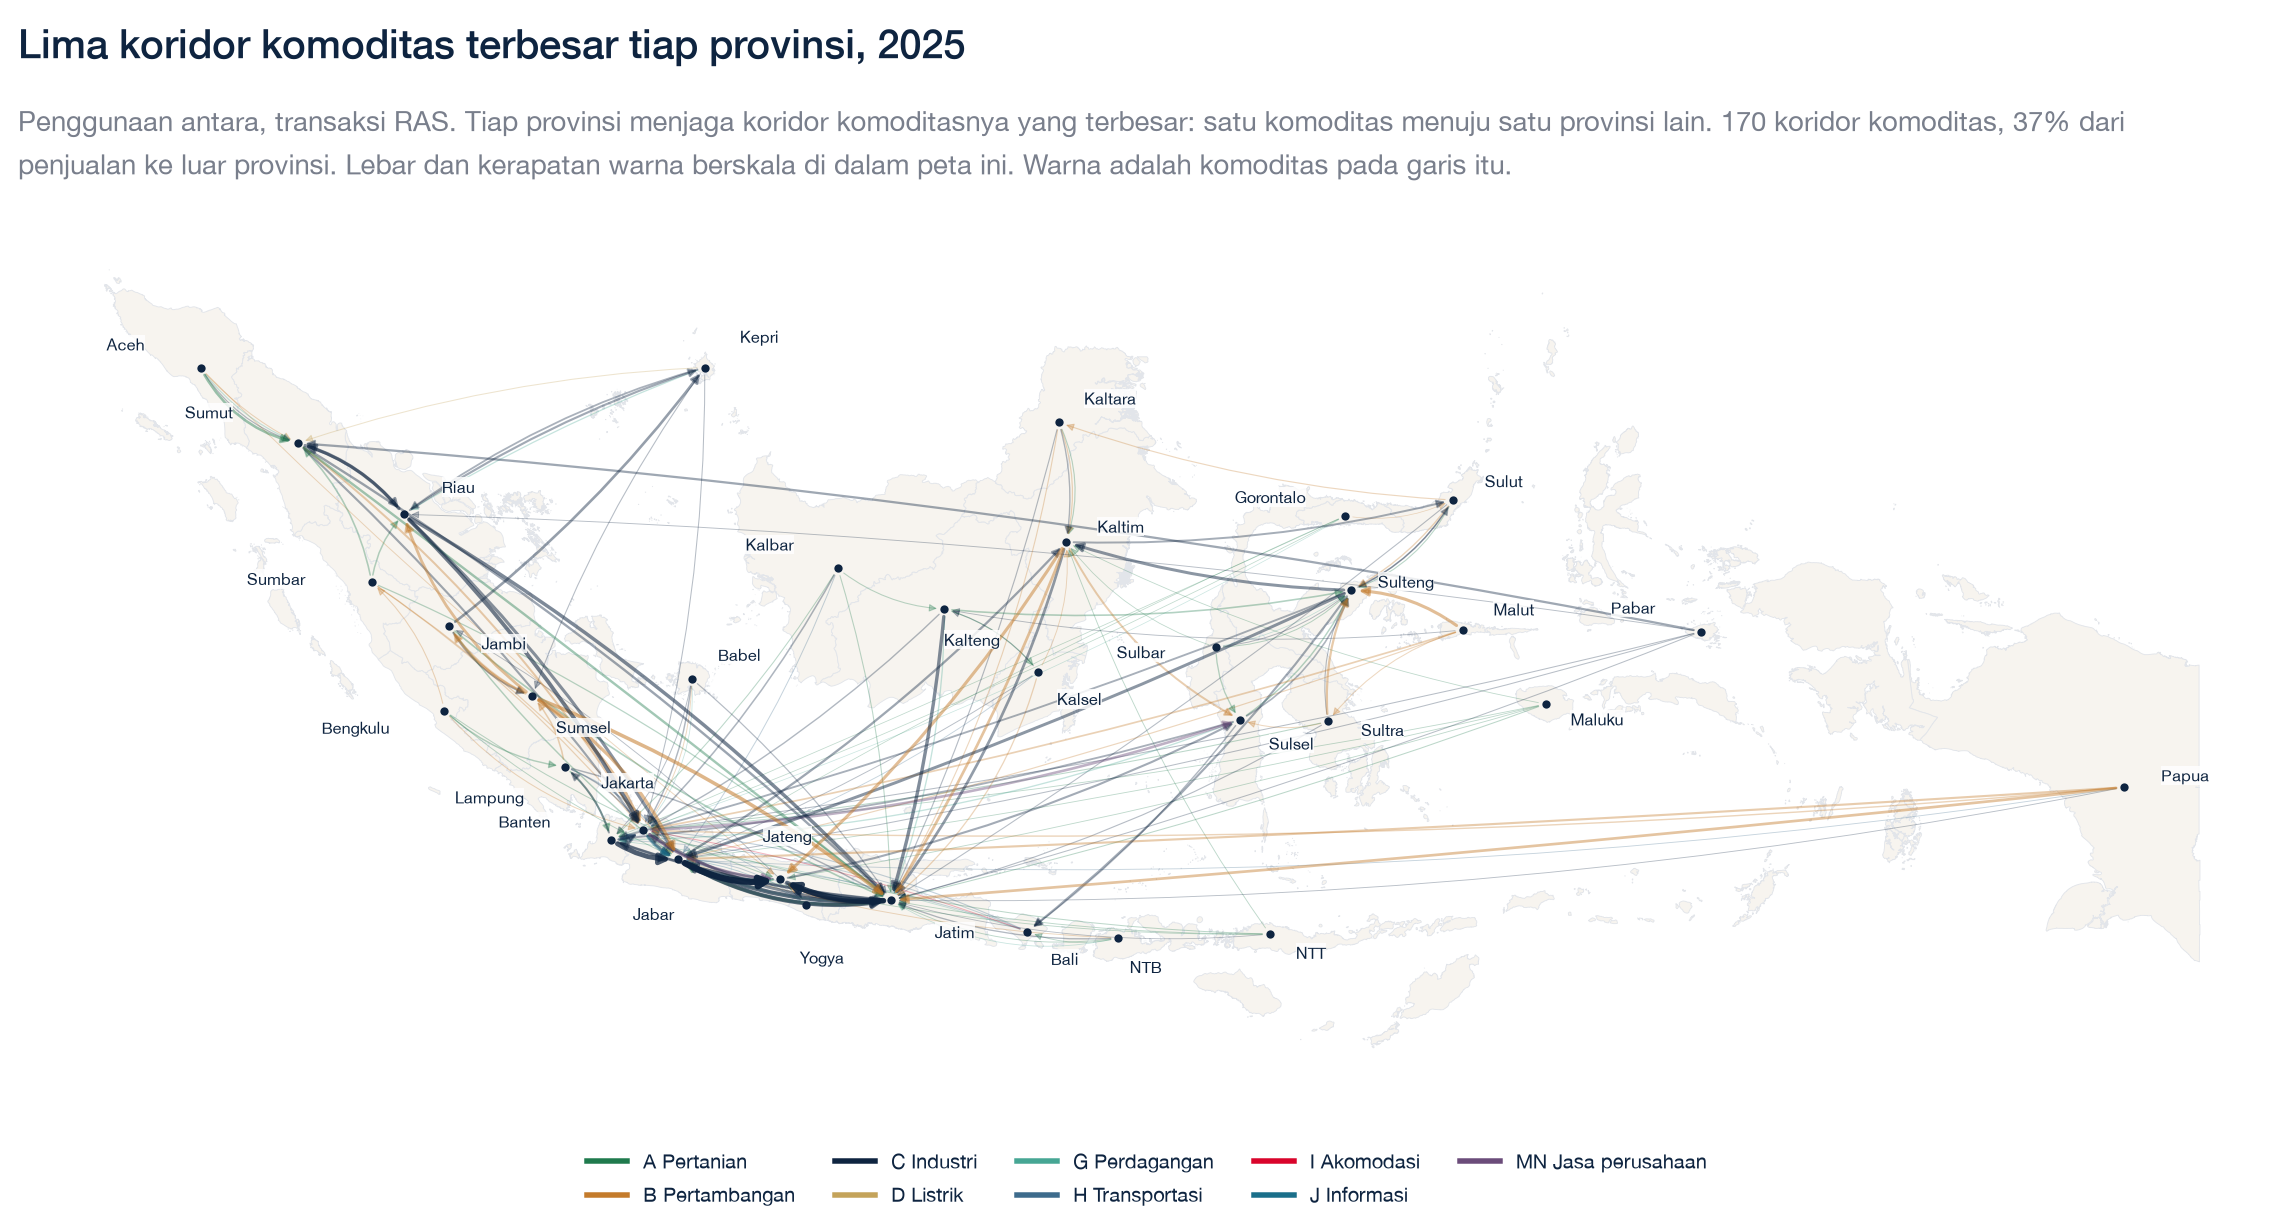 Lima koridor komoditas terbesar tiap provinsi, 2025
Penggunaan antara, transaksi RAS. Tiap provinsi menjaga koridor komoditasnya yang terbesar: satu komoditas menuju satu provinsi lain. 170 koridor komoditas, 37% dari
penjualan ke luar provinsi. Lebar dan kerapatan warna berskala di dalam peta ini. Warna adalah komoditas pada garis itu.
Kepri
Aceh
Kaltara
Sumut
Sulut
Riau
Gorontalo
Kaltim
Kalbar
Sumbar
Sulteng
Malut
Pabar
Jambi
Kalteng
Sulbar
Babel
Kalsel
Bengkulu
Sumsel
Sultra
Maluku
Sulsel
Papua
Jakarta
Lampung
Banten
Jateng
Jabar
Jatim
Yogya
Bali
NTT
NTB
A Pertanian
C Industri
G Perdagangan
I Akomodasi
MN Jasa perusahaan
B Pertambangan
D Listrik
H Transportasi
J Informasi